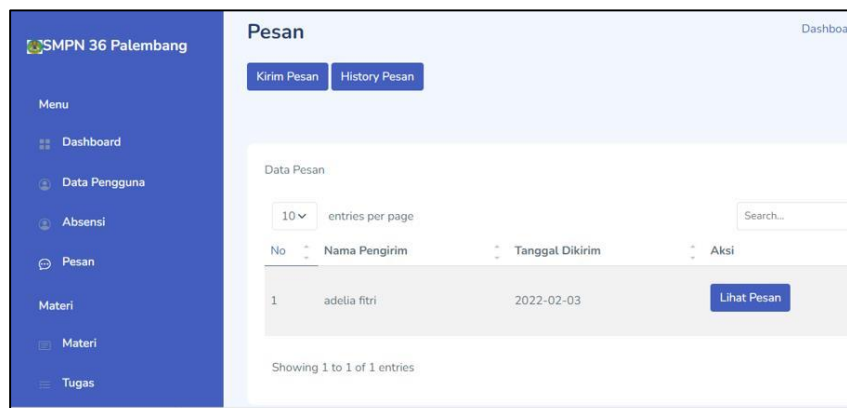 SMPN 36 Palembang
Menu
Dashboard
Data Pengguna
Absensi
Pesan
Materi
Materi
Tugas
Pesan
Dashboa
Kirim Pesan History Pesan
Data Pesan
10 entries per page
Search...
No Nama Pengirim Tanggal Dikirim Aksi
1 adelia fitri 2022-02-03 Lihat Pesan
Showing 1 to 1 of 1 entries